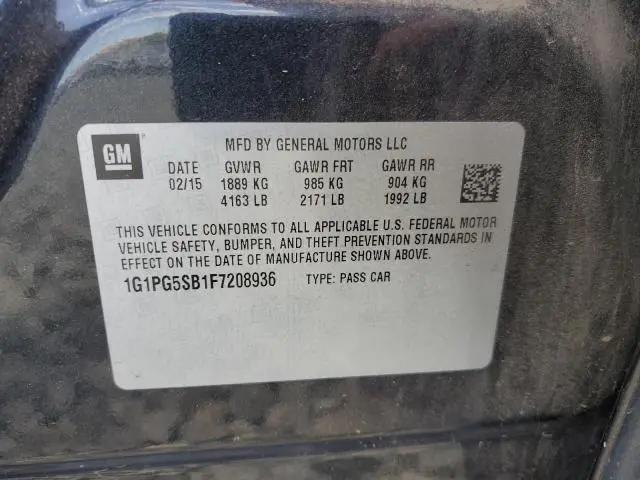 GM
MFD BY GENERAL MOTORS LLC
DATE GVWR GAWR FRT GAWR RR
02/15 1889 KG 985 KG 904 KG
4163 LB 2171 LB 1992 LB
THIS VEHICLE CONFORMS TO ALL APPLICABLE U.S. FEDERAL MOTOR
VEHICLE SAFETY, BUMPER, AND THEFT PREVENTION STANDARDS IN
EFFECT ON THE DATE OF MANUFACTURE SHOWN ABOVE.
1G1PG5SB1F7208936 TYPE: PASS CAR